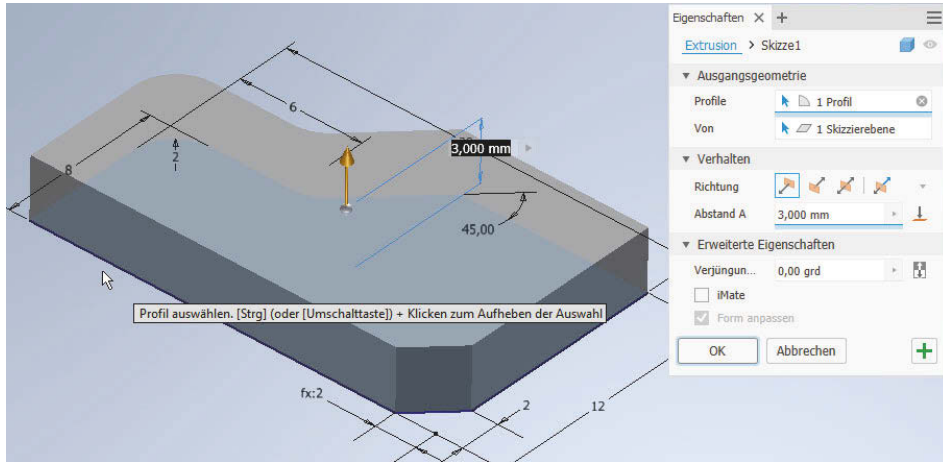 Eigenschaften × +
Extrusion > Skizze1
Ausgangsgeometrie
Profile 1 Profil
Von 1 Skizzierebene
Verhalten
Richtung
Abstand A 3,000 mm
Erweiterte Eigenschaften
Verjüngun... 0,00 grd
iMate
Form anpassen
OK Abbrechen
6
3,000 mm
8
2
45,00
Profil auswählen. [Strg] (oder [Umschalttaste]) + Klicken zum Aufheben der Auswahl
fx:2
2
12